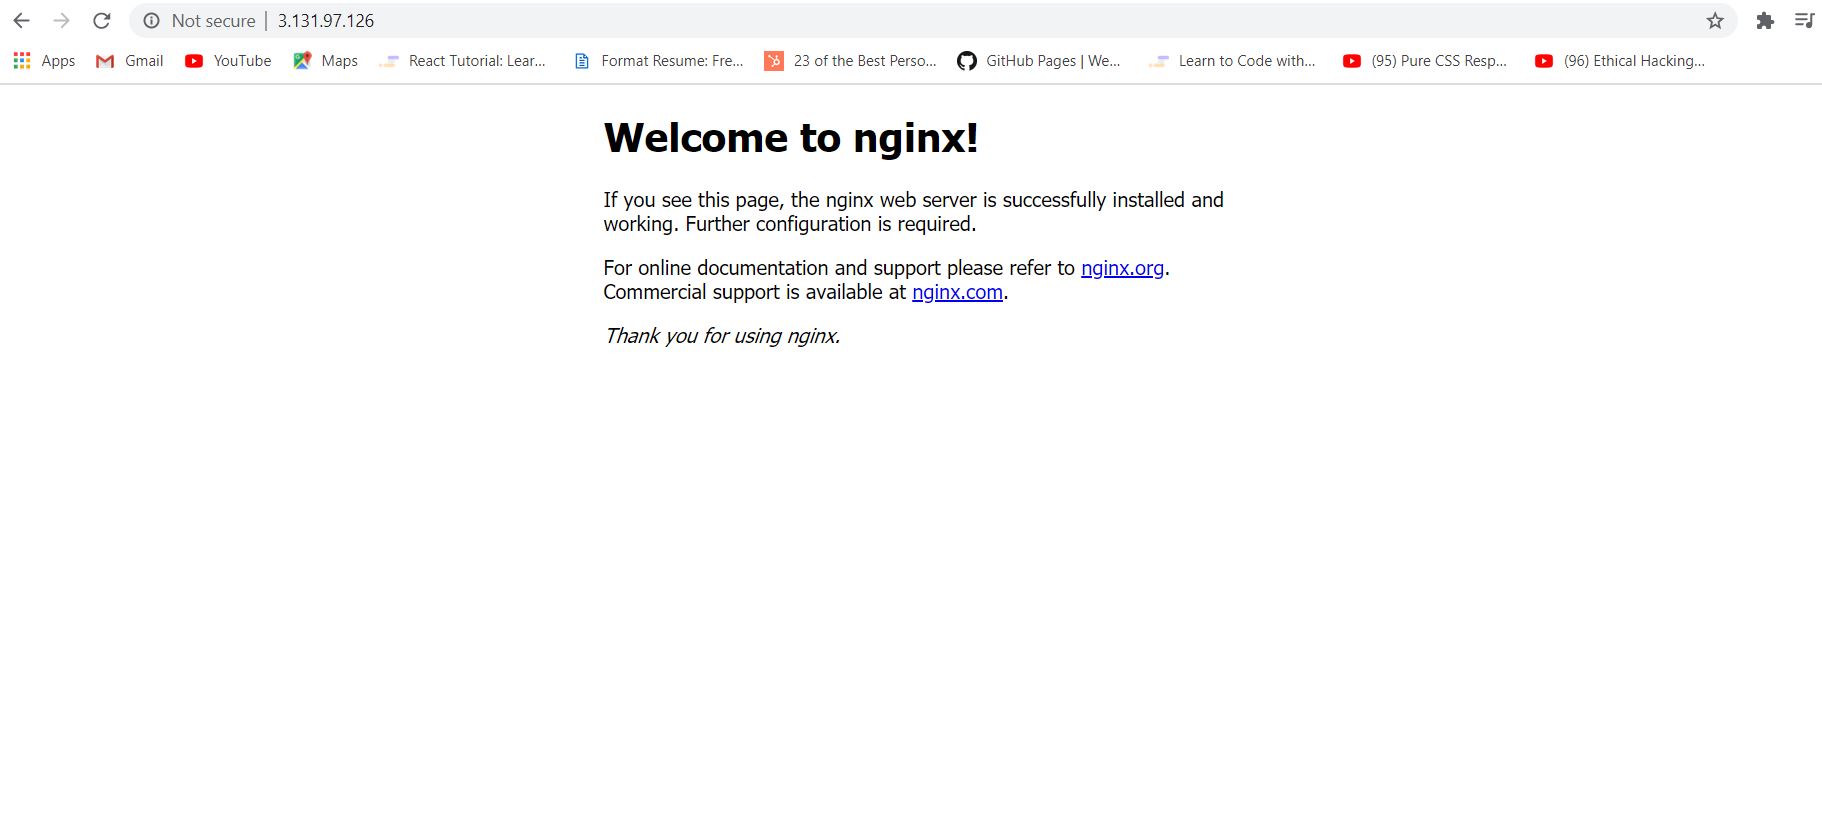 Not secure | 3.131.97.126
Apps Gmail YouTube Maps React Tutorial: Lear... Format Resume: Fre... 23 of the Best Perso... GitHub Pages | We... Learn to Code with... (95) Pure CSS Resp... (96) Ethical Hacking...
Welcome to nginx!
If you see this page, the nginx web server is successfully installed and
working. Further configuration is required.
For online documentation and support please refer to nginx.org.
Commercial support is available at nginx.com.
Thank you for using nginx.